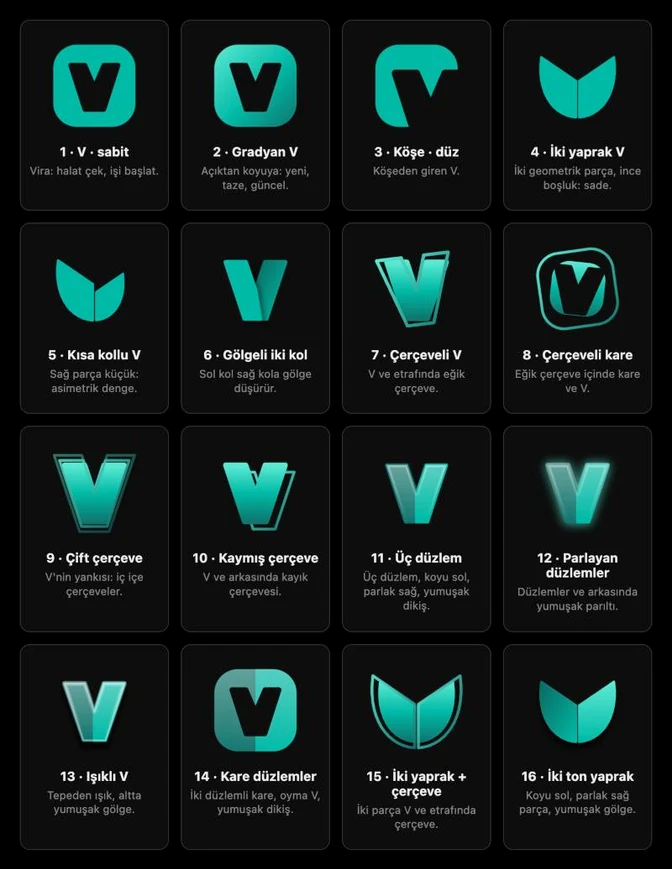 1 · V · sabit
Vira: halat çek, işi başlat.
2 · Gradyan V
Açıktan koyuya: yeni,
taze, güncel.
3 · Köşe · düz
Köşeden giren V.
4 · İki yaprak V
İki geometrik parça, ince
boşluk: sade.
5 · Kısa kollu V
Sağ parça küçük:
asimetrik denge.
6 · Gölgeli iki kol
Sol kol sağ kola gölge
düşürür.
7 · Çerçeveli V
V ve etrafında eğik
çerçeve.
8 · Çerçeveli kare
Eğik çerçeve içinde kare
ve V.
9 · Çift çerçeve
V'nin yankısı: iç içe
çerçeveler.
10 · Kaymış çerçeve
V ve arkasında kayık
çerçevesi.
11 · Üç düzlem
Üç düzlem, koyu sol,
parlak sağ, yumuşak
dikiş.
12 · Parlayan
düzlemler
Düzlemler ve arkasında
yumuşak parıltı.
13 · Işıklı V
Tepeden ışık, altta
yumuşak gölge.
14 · Kare düzlemler
İki düzlemli kare, oyma V,
yumuşak dikiş.
15 · İki yaprak +
çerçeve
İki parça V ve etrafında
çerçeve.
16 · İki ton yaprak
Koyu sol, parlak sağ
parça, yumuşak gölge.